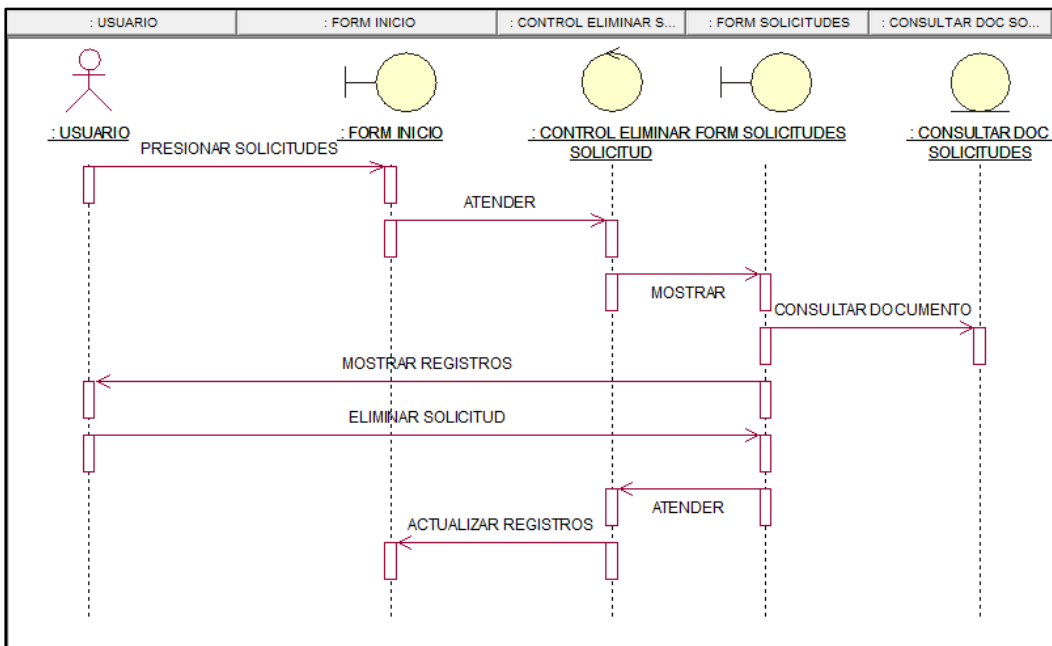 : USUARIO
: FORM INICIO
: CONTROL ELIMINAR S...
: FORM SOLICITUDES
: CONSULTAR DOC SO...
: USUARIO
: FORM INICIO
: CONTROL ELIMINAR
SOLICITUD
FORM SOLICITUDES
: CONSULTAR DOC
SOLICITUDES
PRESIONAR SOLICITUDES
ATENDER
MOSTRAR
CONSULTAR DOCUMENTO
MOSTRAR REGISTROS
ELIMINAR SOLICITUD
ATENDER
ACTUALIZAR REGISTROS